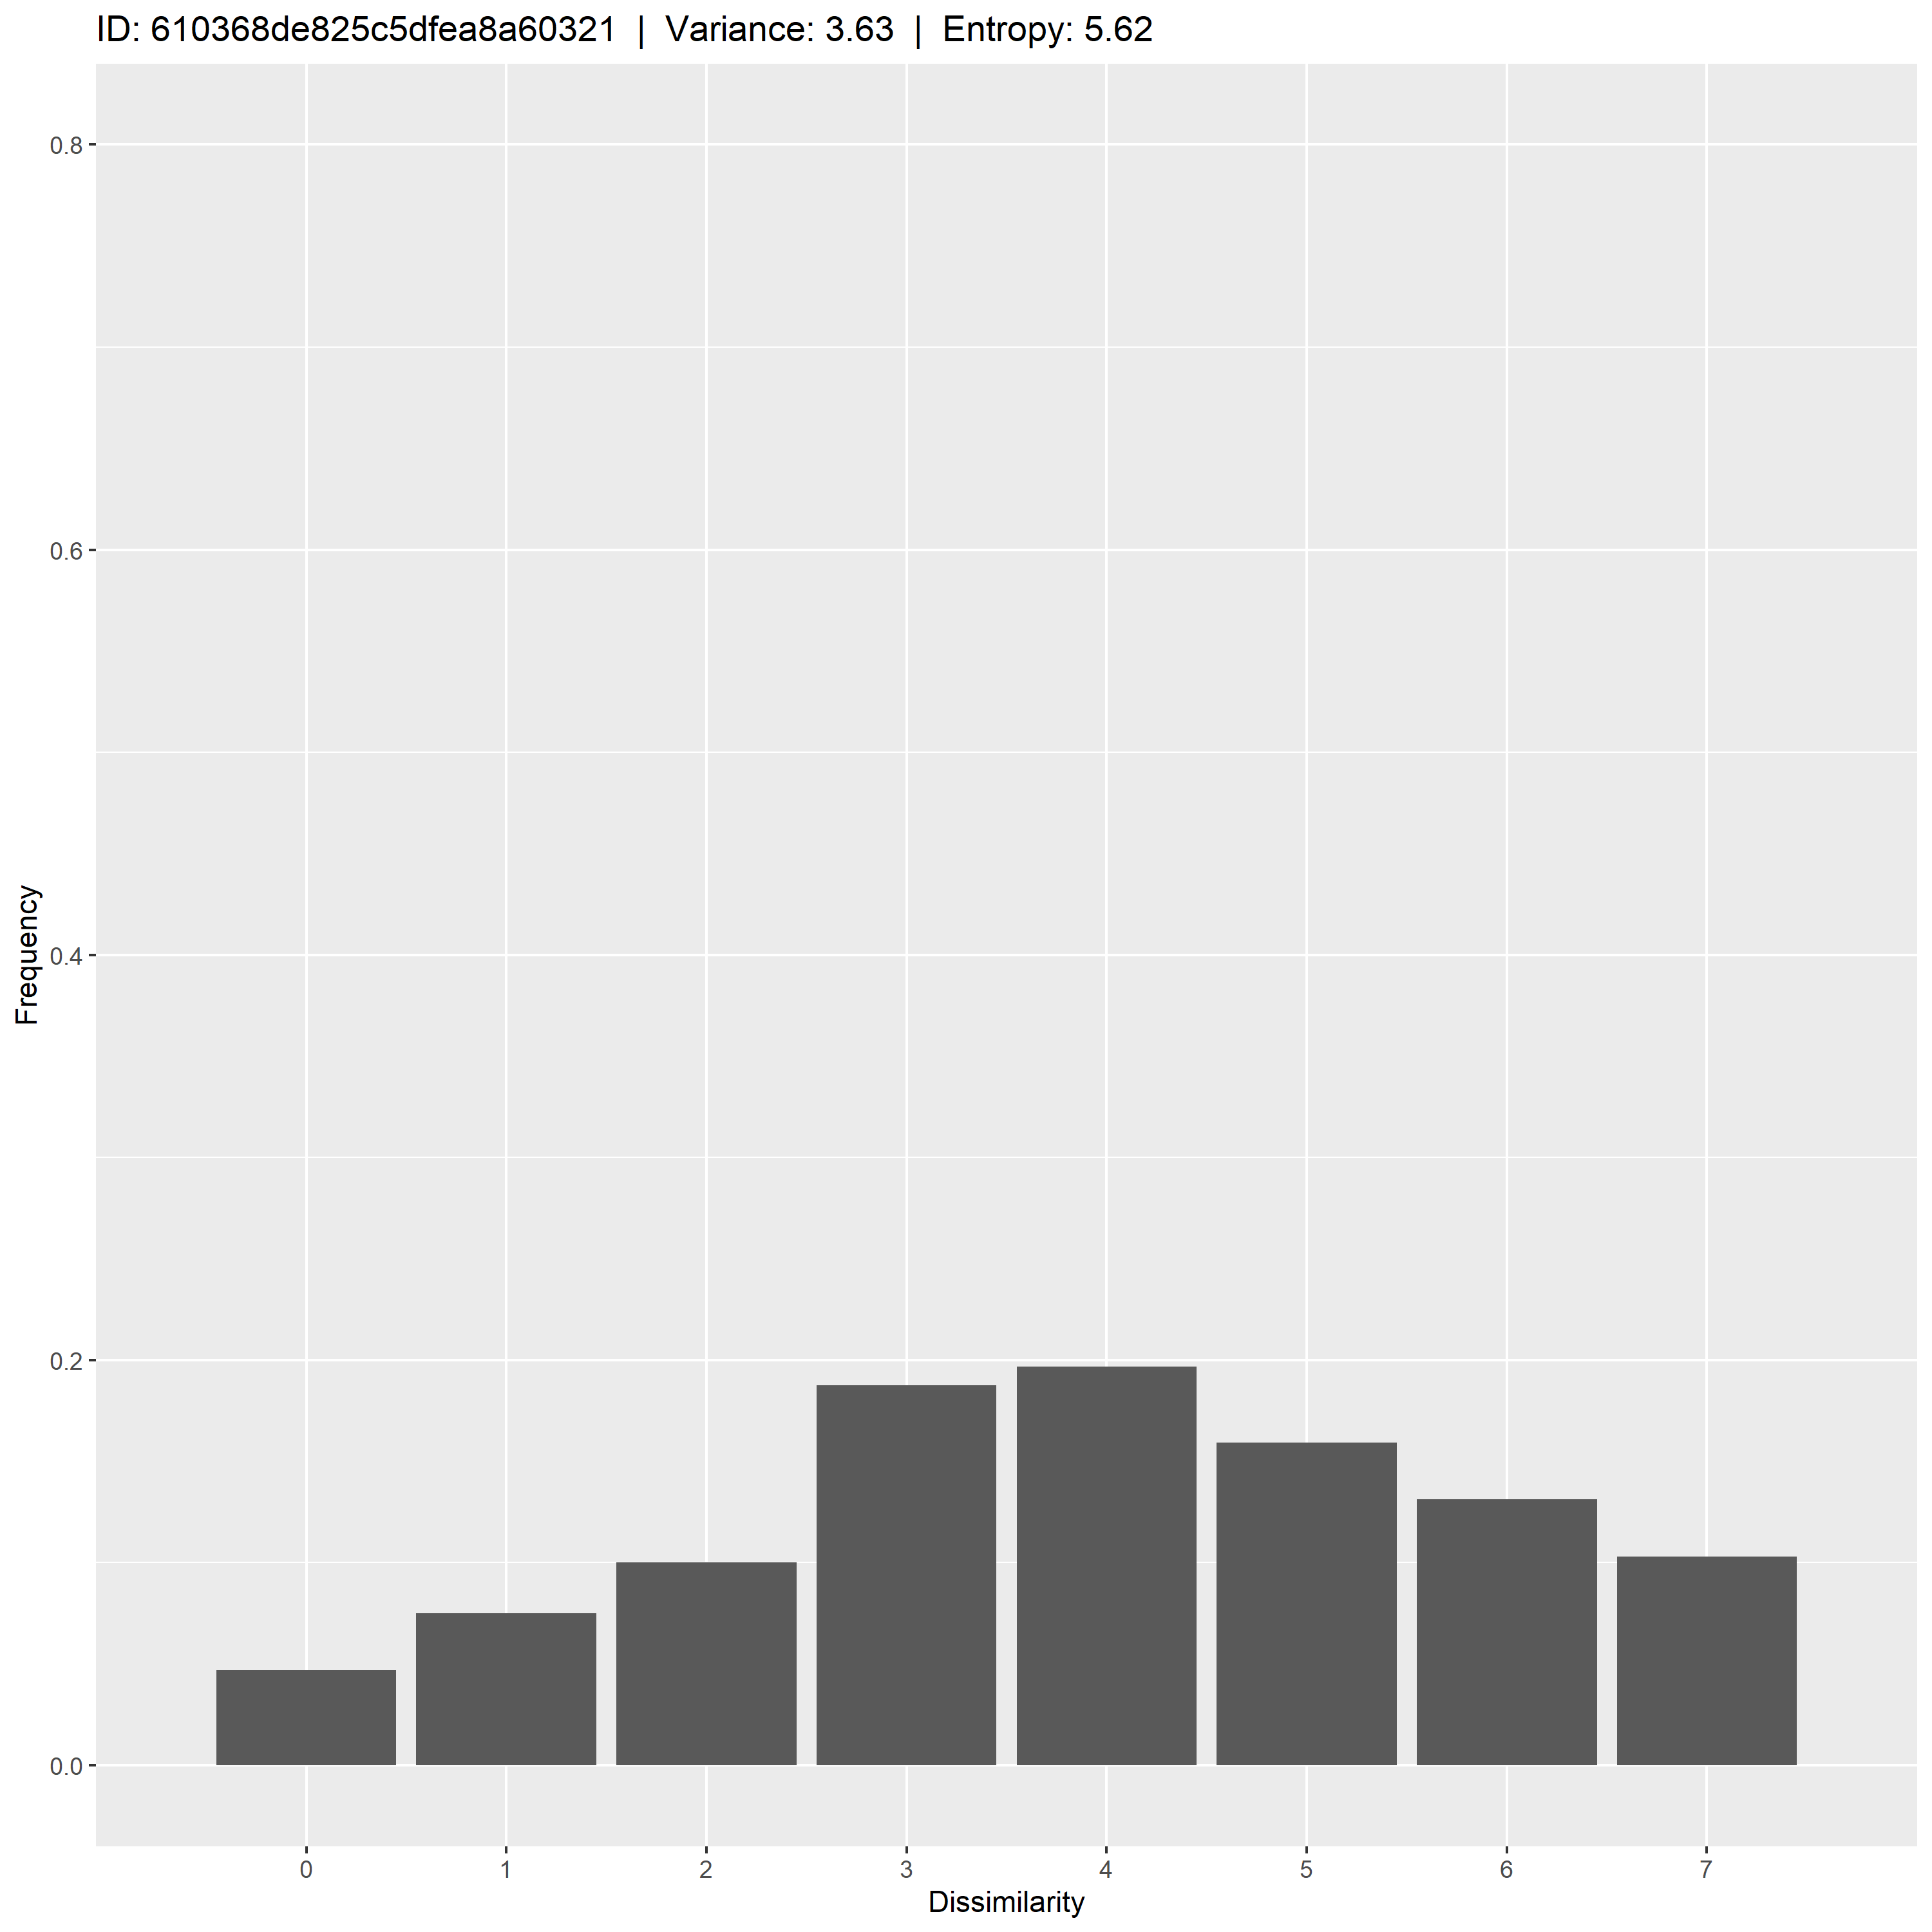 ID: 610368de825c5dfea8a60321 | Variance: 3.63 | Entropy: 5.62
Frequency
0.8
0.6
0.4
0.2
0.0
0 1 2 3 4 5 6 7
Dissimilarity